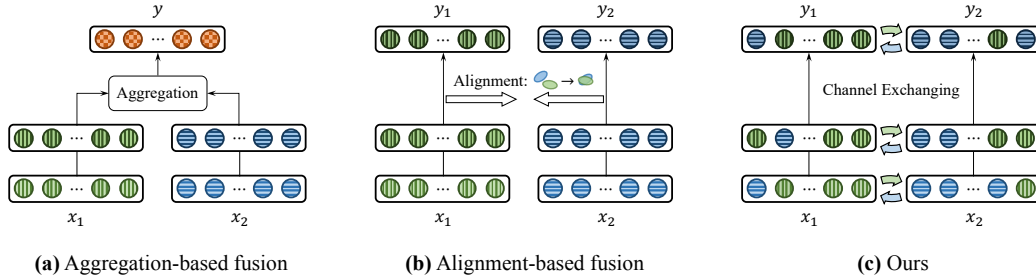 y
y₁ y₂ y₁ y₂
... ... ... ... ...
Aggregation
Alignment: →
Channel Exchanging
... ... ... ... ... ...
... ... ... ... ... ...
x₁ x₂ x₁ x₂ x₁ x₂
(a) Aggregation-based fusion
(b) Alignment-based fusion
(c) Ours